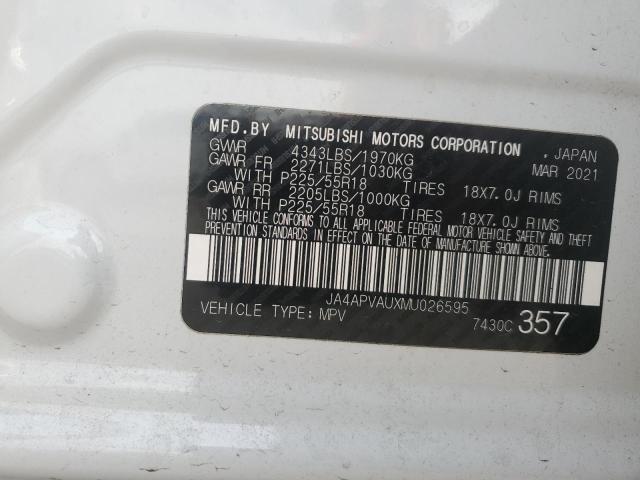 MFD.BY MITSUBISHI MOTORS CORPORATION , JAPAN
GVWR 4343LBS/1970KG MAR 2021
GAWR FR 2271LBS/1030KG
WITH P225/55R18 TIRES 18X7.0J RIMS
GAWR RR 2205LBS/1000KG
WITH P225/55R18 TIRES 18X7.0J RIMS
THIS VEHICLE CONFORMS TO ALL APPLICABLE FEDERAL MOTOR VEHICLE SAFETY AND THEFT
PREVENTION STANDARDS IN EFFECT ON THE DATE OF MANUFACTURE SHOWN ABOVE.
JA4APVAUXMU026595
VEHICLE TYPE:MPV 7430C 357